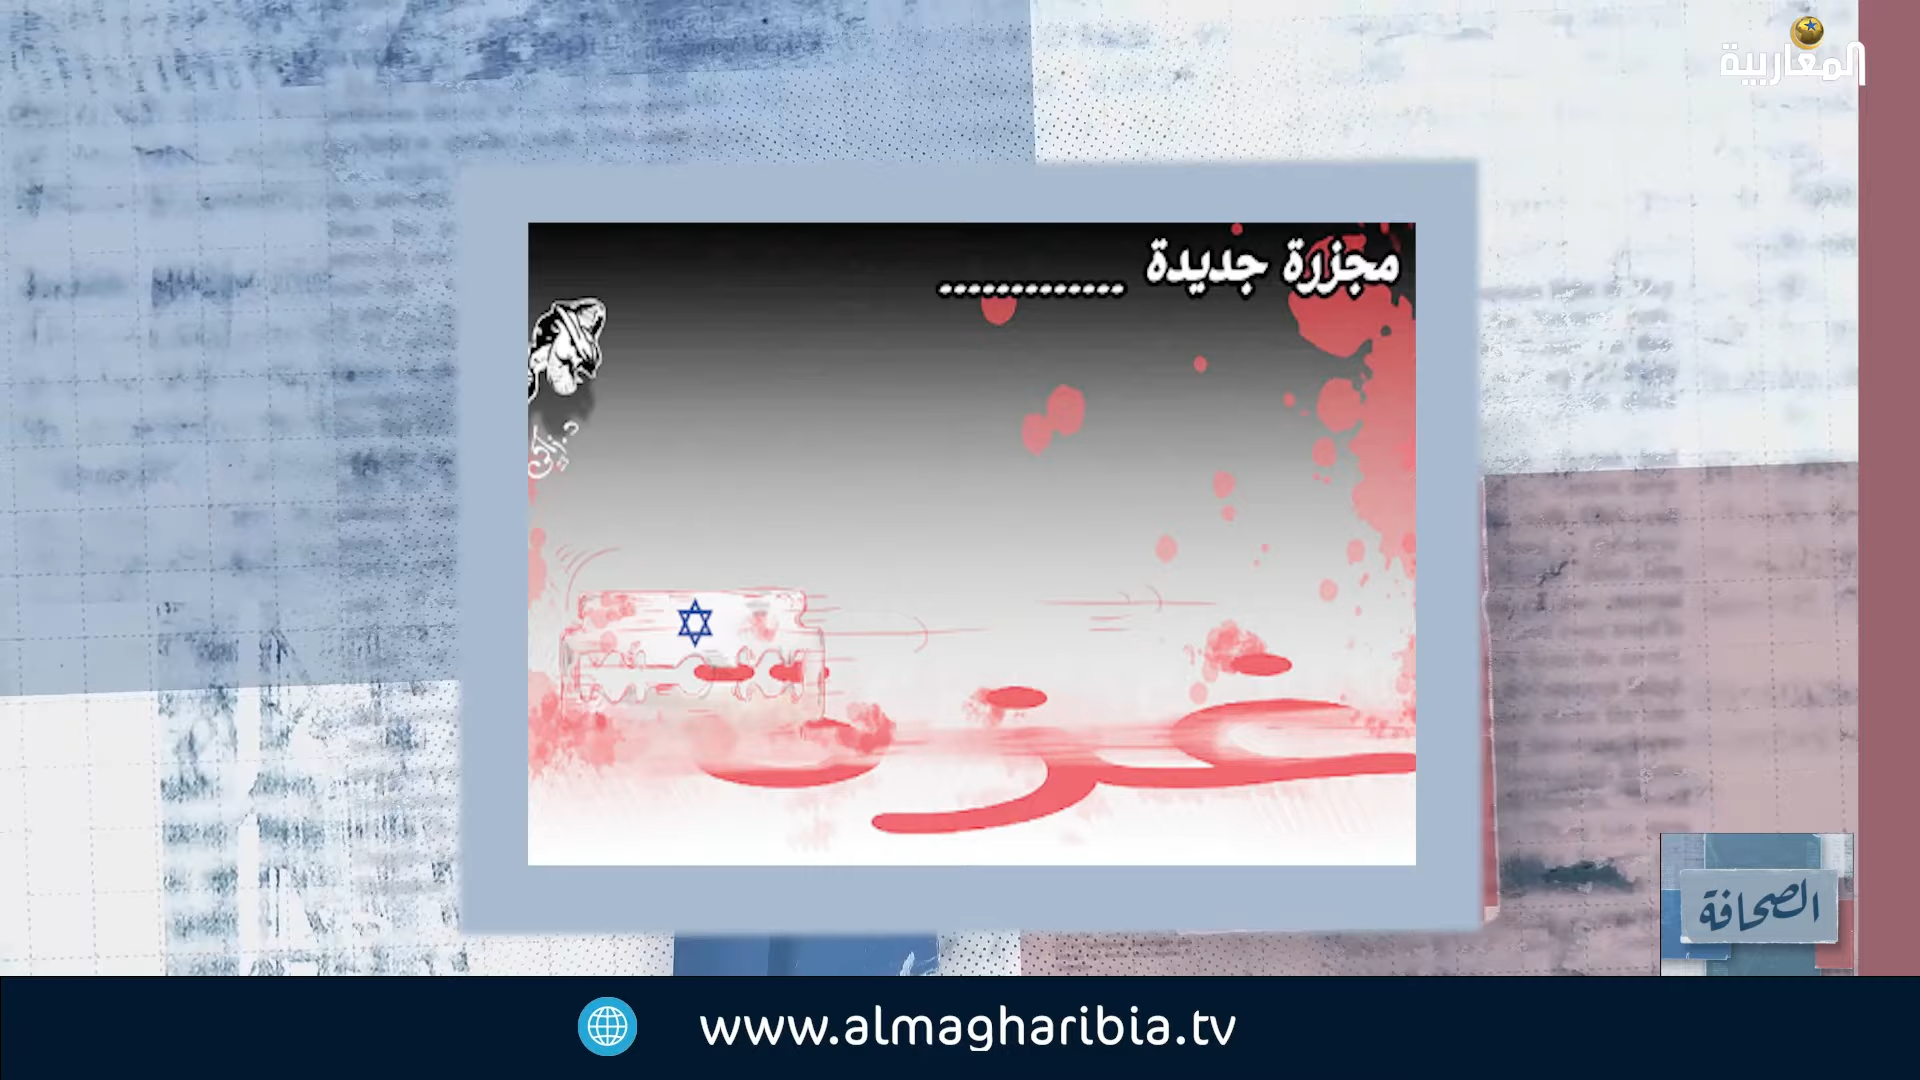 المغاربية
مجزرة جديدة .............
غزة
الصحافة
www.almagharibia.tv